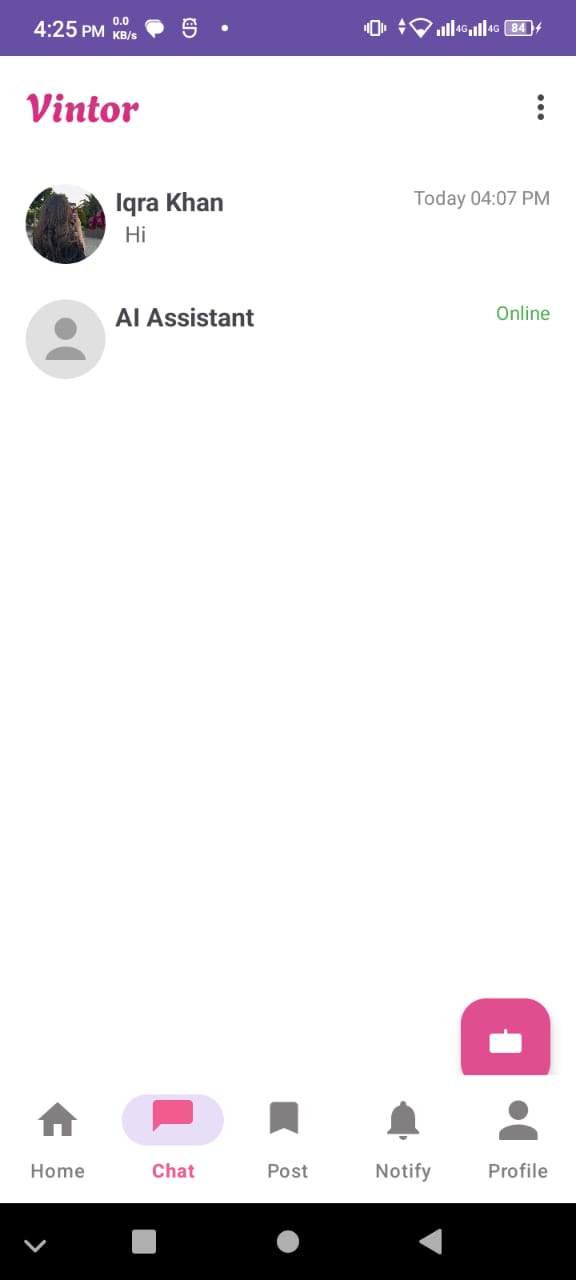 4:25 PM 0.0 KB/s 4G 4G 84
Vintor
Iqra Khan Today 04:07 PM
Hi
AI Assistant Online
Home Chat Post Notify Profile